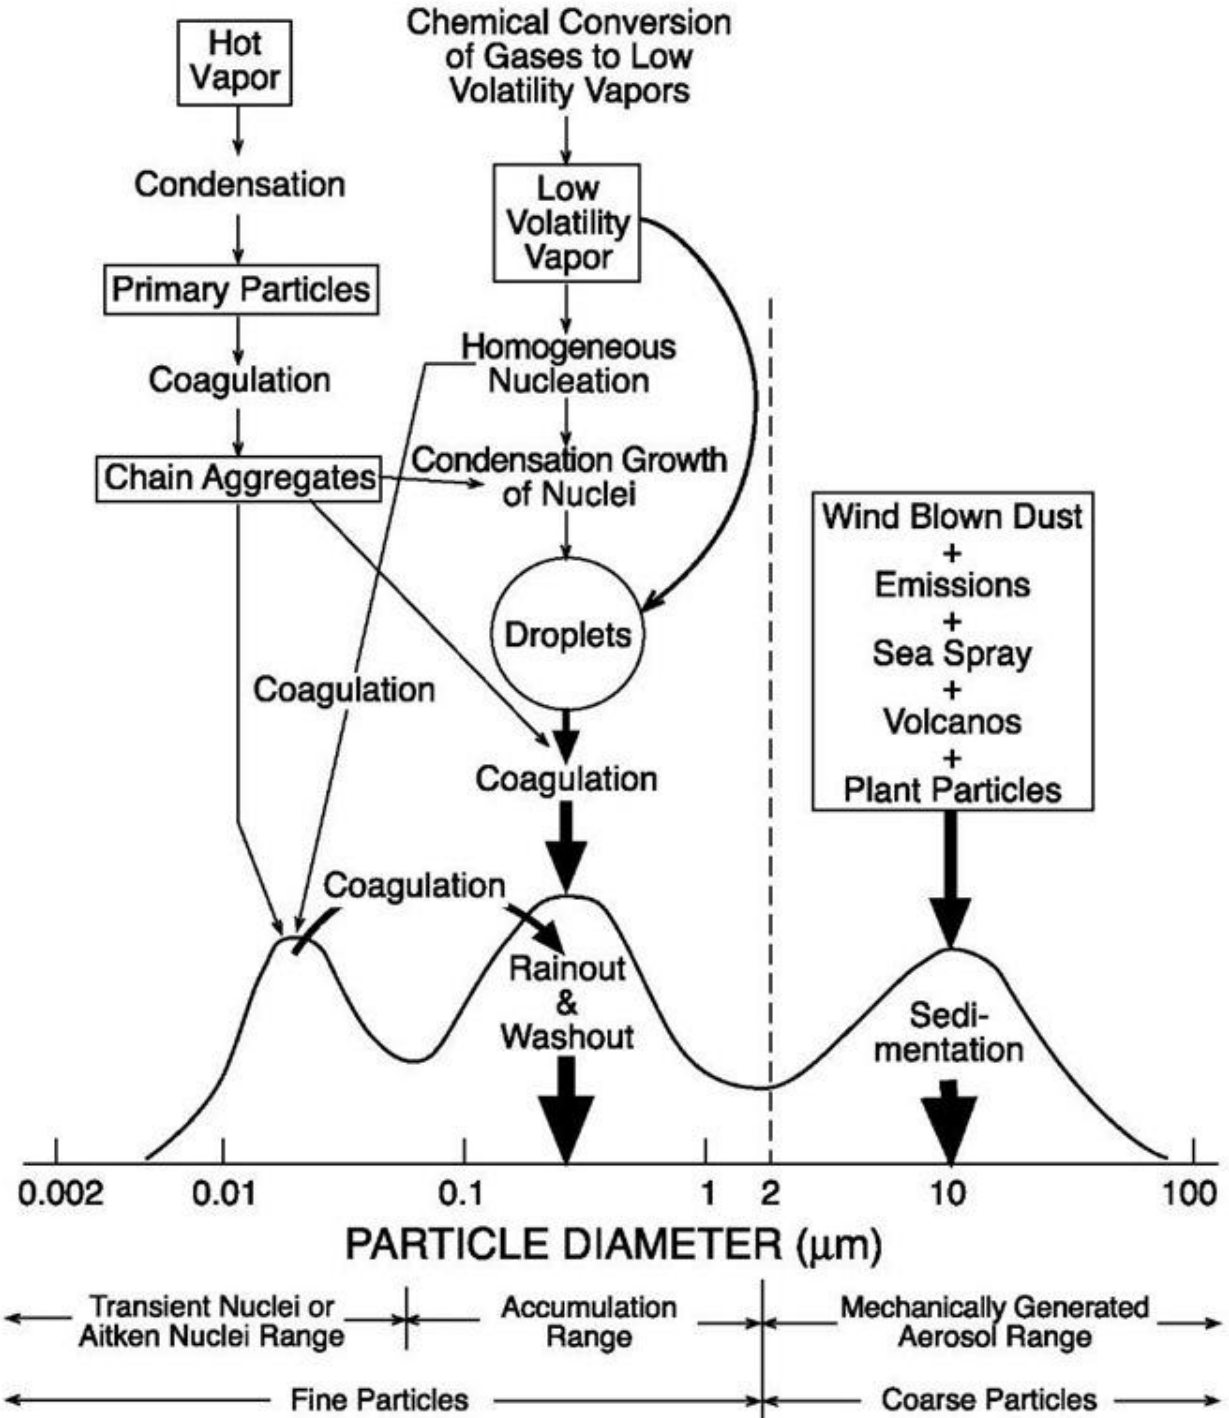 Hot
Vapor
Condensation
Primary Particles
Coagulation
Chain Aggregates
Chemical Conversion
of Gases to Low
Volatility Vapors
Low
Volatility
Vapor
Homogeneous
Nucleation
Condensation Growth
of Nuclei
Droplets
Coagulation
Coagulation
Coagulation
Rainout
&
Washout
Wind Blown Dust
+
Emissions
+
Sea Spray
+
Volcanos
+
Plant Particles
Sedi-
mentation
0.002 0.01 0.1 1 2 10 100
PARTICLE DIAMETER (μm)
Transient Nuclei or
Aitken Nuclei Range
Accumulation
Range
Mechanically Generated
Aerosol Range
Fine Particles
Coarse Particles